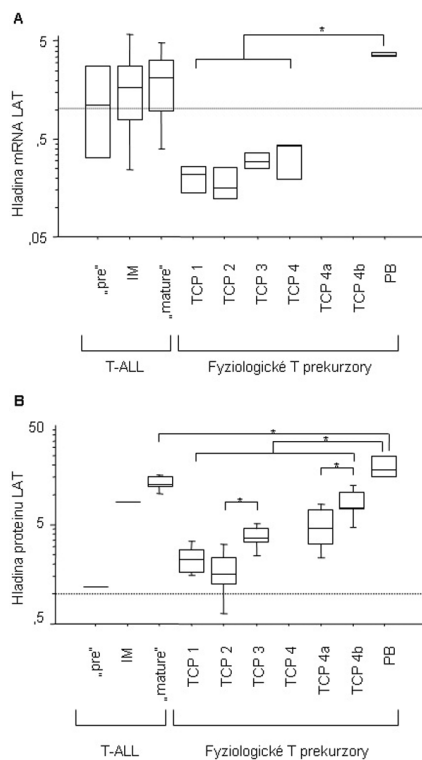 A
*
5
,5
,05
Hladina mRNA LAT
„pre"
IM
„mature"
TCP 1
TCP 2
TCP 3
TCP 4
TCP 4a
TCP 4b
PB
T-ALL
Fyziologické T prekurzory
B
50
5
,5
Hladina proteinu LAT
*
*
*
*
„pre"
IM
„mature"
TCP 1
TCP 2
TCP 3
TCP 4
TCP 4a
TCP 4b
PB
T-ALL
Fyziologické T prekurzory